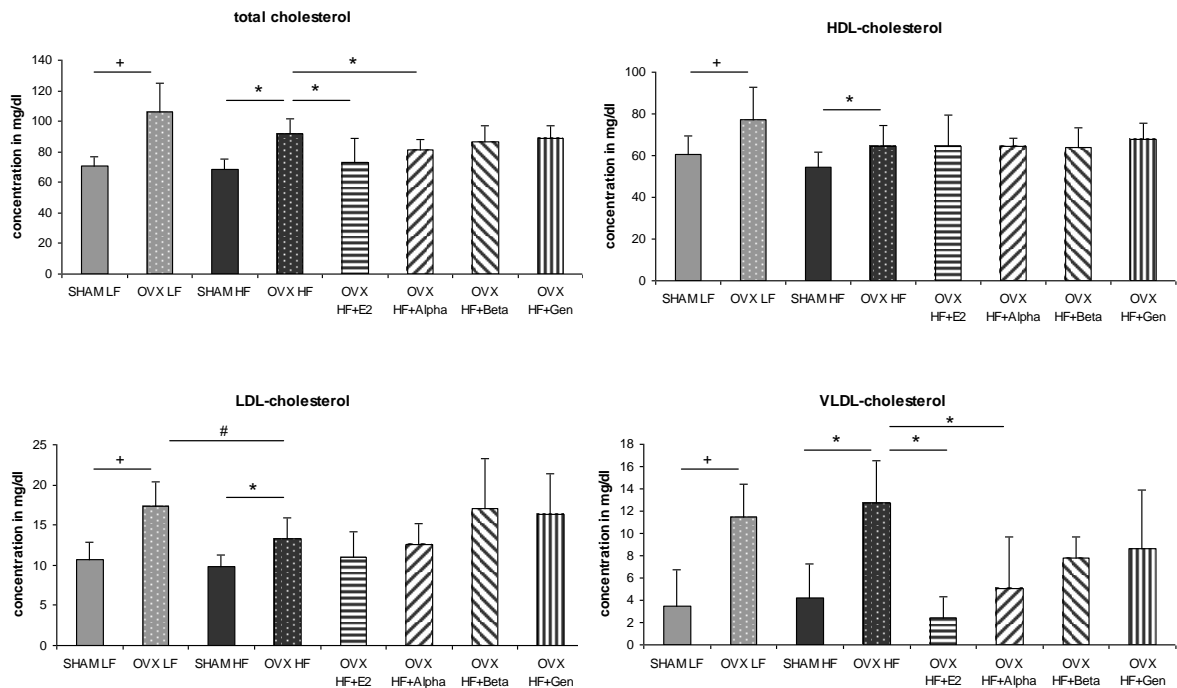 total cholesterol
concentration in mg/dl
140
120
100
80
60
40
20
0
+
*
*
*
SHAM LF
OVX LF
SHAM HF
OVX HF
OVX
HF+E2
OVX
HF+Alpha
OVX
HF+Beta
OVX
HF+Gen
HDL-cholesterol
concentration in mg/dl
100
80
60
40
20
0
+
*
SHAM LF
OVX LF
SHAM HF
OVX HF
OVX
HF+E2
OVX
HF+Alpha
OVX
HF+Beta
OVX
HF+Gen
LDL-cholesterol
concentration in mg/dl
25
20
15
10
5
0
#
+
*
SHAM LF
OVX LF
SHAM HF
OVX HF
OVX
HF+E2
OVX
HF+Alpha
OVX
HF+Beta
OVX
HF+Gen
VLDL-cholesterol
concentration in mg/dl
18
16
14
12
10
8
6
4
2
0
+
*
*
*
SHAM LF
OVX LF
SHAM HF
OVX HF
OVX
HF+E2
OVX
HF+Alpha
OVX
HF+Beta
OVX
HF+Gen